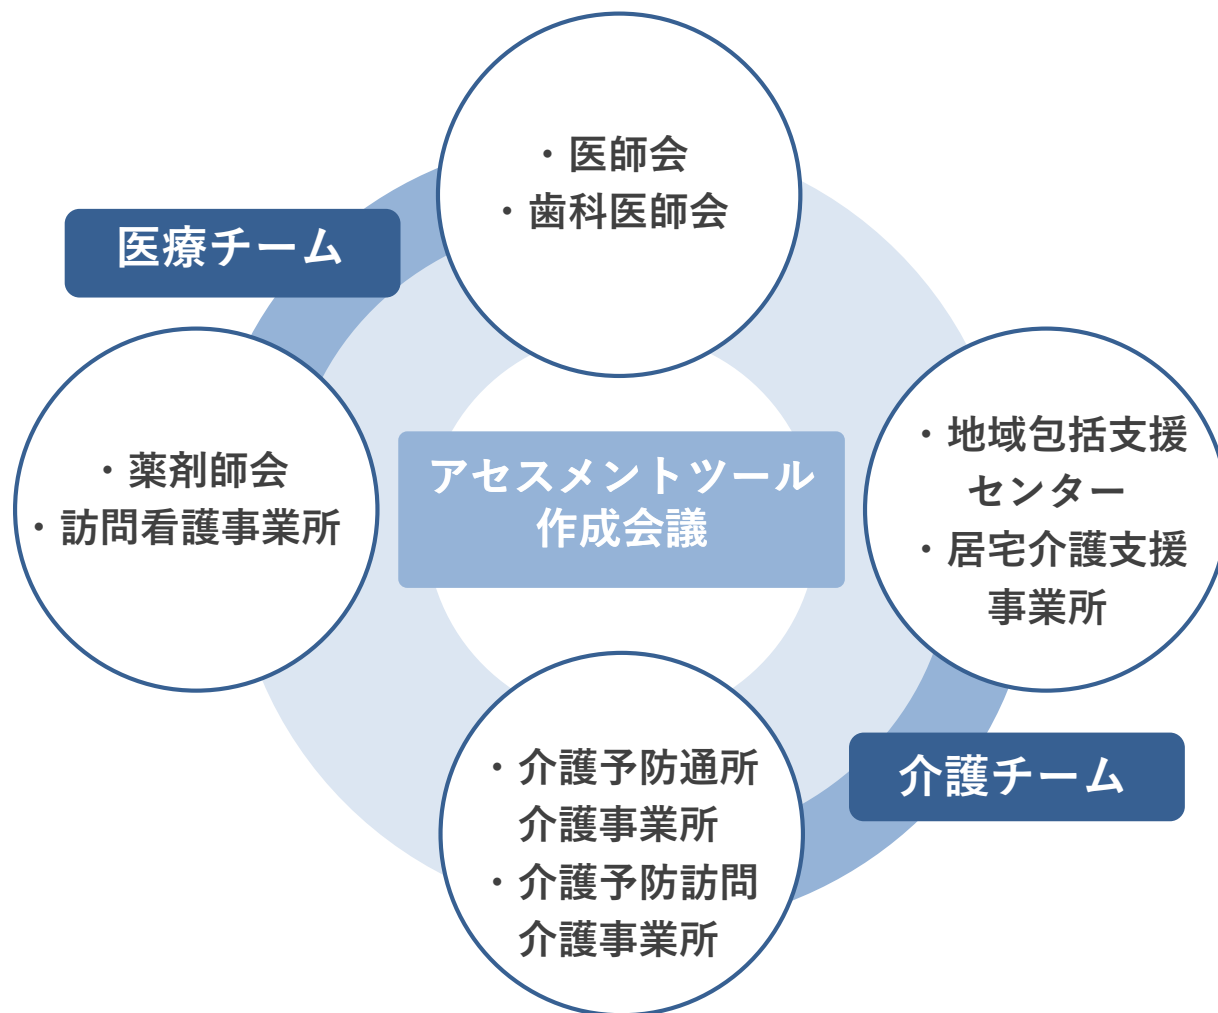 ・医師会
・歯科医師会
医療チーム
・薬剤師会
・訪問看護事業所
アセスメントツール
作成会議
・地域包括支援
センター
・居宅介護支援
事業所
・介護予防通所
介護事業所
・介護予防訪問
介護事業所
介護チーム